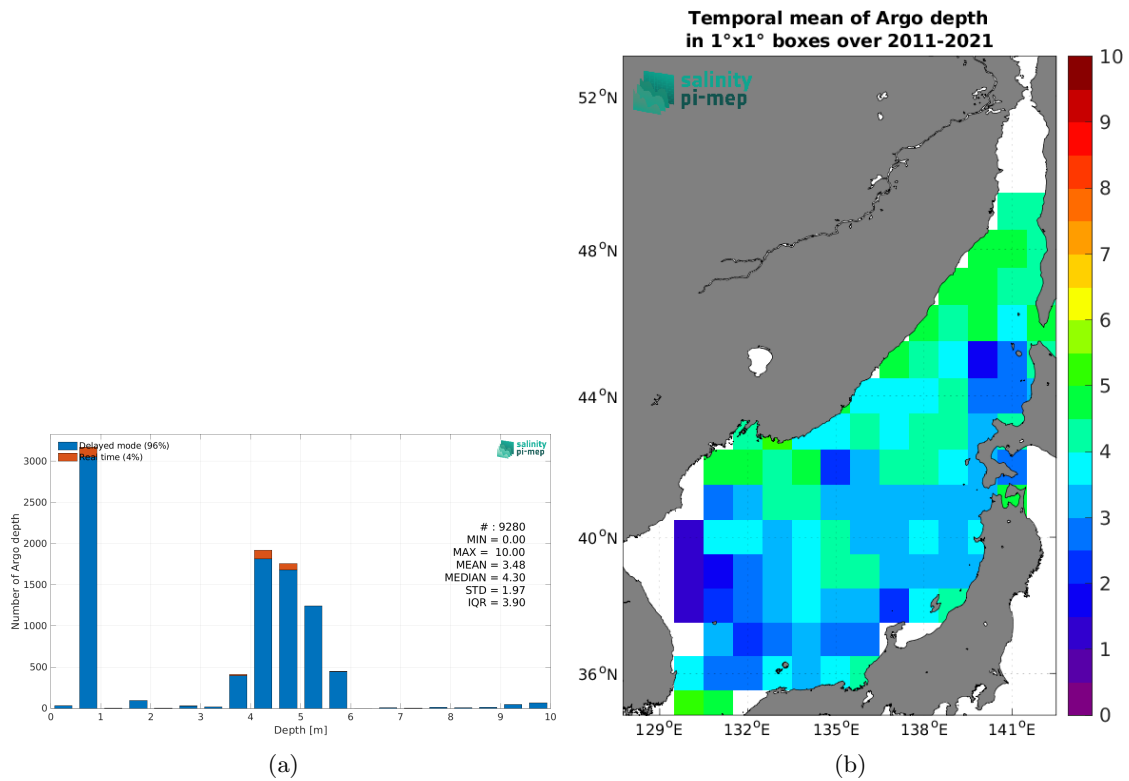 Delayed mode (96%)
Real time (4%)
salinity
pi-mep
3000
2500
2000
1500
1000
500
0
Number of Argo depth
# : 9280
MIN = 0.00
MAX = 10.00
MEAN = 3.48
MEDIAN = 4.30
STD = 1.97
IQR = 3.90
0 1 2 3 4 5 6 7 8 9 10
Depth [m]
(a)
Temporal mean of Argo depth
in 1°x1° boxes over 2011-2021
salinity
pi-mep
52°N
48°N
44°N
40°N
36°N
129°E 132°E 135°E 138°E 141°E
10
9
8
7
6
5
4
3
2
1
0
(b)